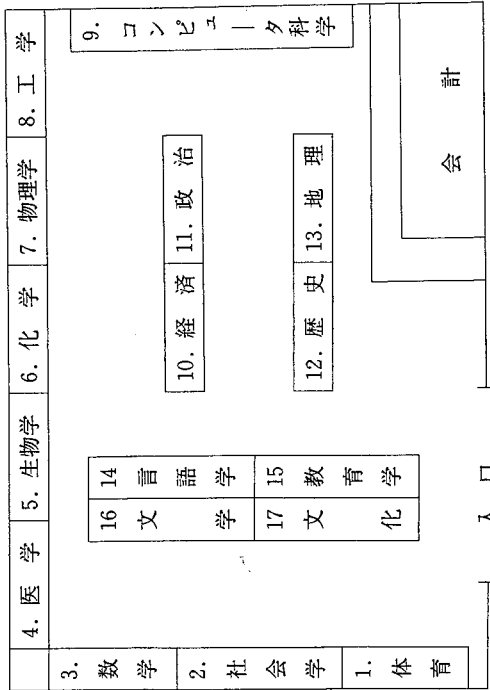 4. 医学
5. 生物学
6. 化学
7. 物理学
8. 工学
3. 数学
2. 社会学
1. 体育
16 文学
14 言語学
17 文化
15 教育学
10. 経済
11. 政治
12. 歴史
13. 地理
9. コンピュータ科学
会計
入口